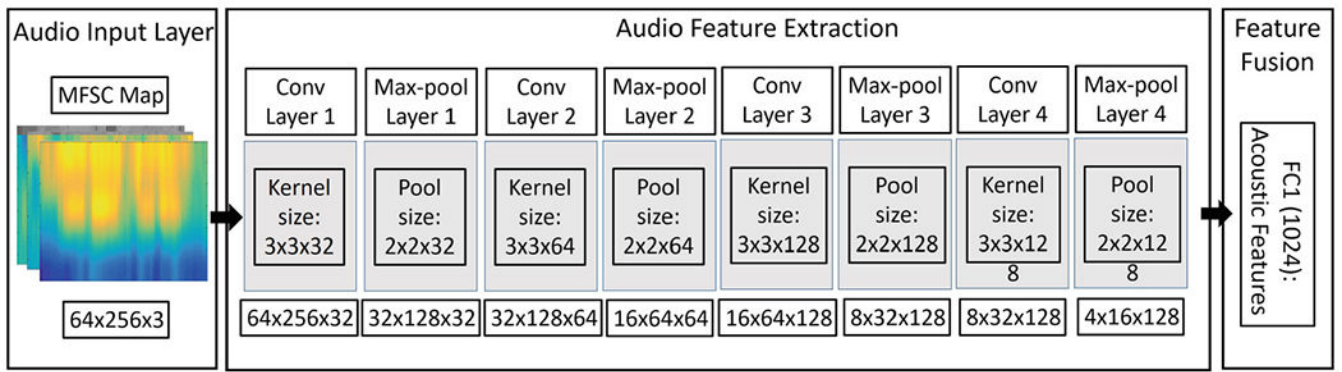 Audio Input Layer
MFSC Map
64x256x3
Audio Feature Extraction
Conv
Layer 1
Max-pool
Layer 1
Conv
Layer 2
Max-pool
Layer 2
Conv
Layer 3
Max-pool
Layer 3
Conv
Layer 4
Max-pool
Layer 4
Kernel
size:
3x3x32
Pool
size:
2x2x32
Kernel
size:
3x3x64
Pool
size:
2x2x64
Kernel
size:
3x3x128
Pool
size:
2x2x128
Kernel
size:
3x3x12
8
Pool
size:
2x2x12
8
64x256x32
32x128x32
32x128x64
16x64x64
16x64x128
8x32x128
8x32x128
4x16x128
Feature
Fusion
FC1 (1024):
Acoustic Features